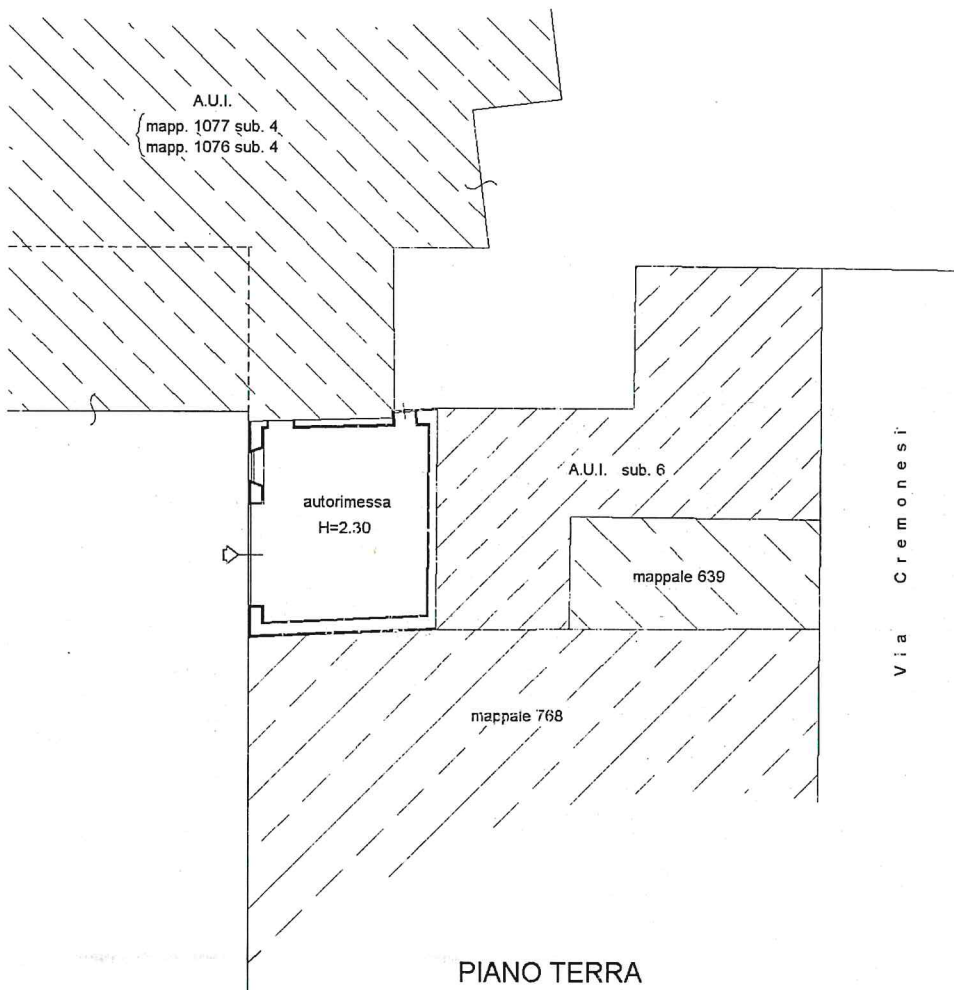 A.U.I.
mapp. 1077 sub. 4
mapp. 1076 sub. 4
autorimessa
H=2.30
A.U.I. sub. 6
mappale 639
Via Cremonesi
mappale 768
PIANO TERRA